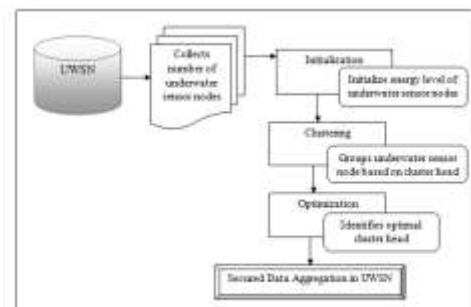 UWSN
Collects
number of
underwater
sensor nodes
Initialization
Initialize energy level of
underwater sensor nodes
Clustering
Groups underwater sensor
node based on cluster head
Optimization
Identifies optimal
cluster head
Secured Data Aggregation in UWSN